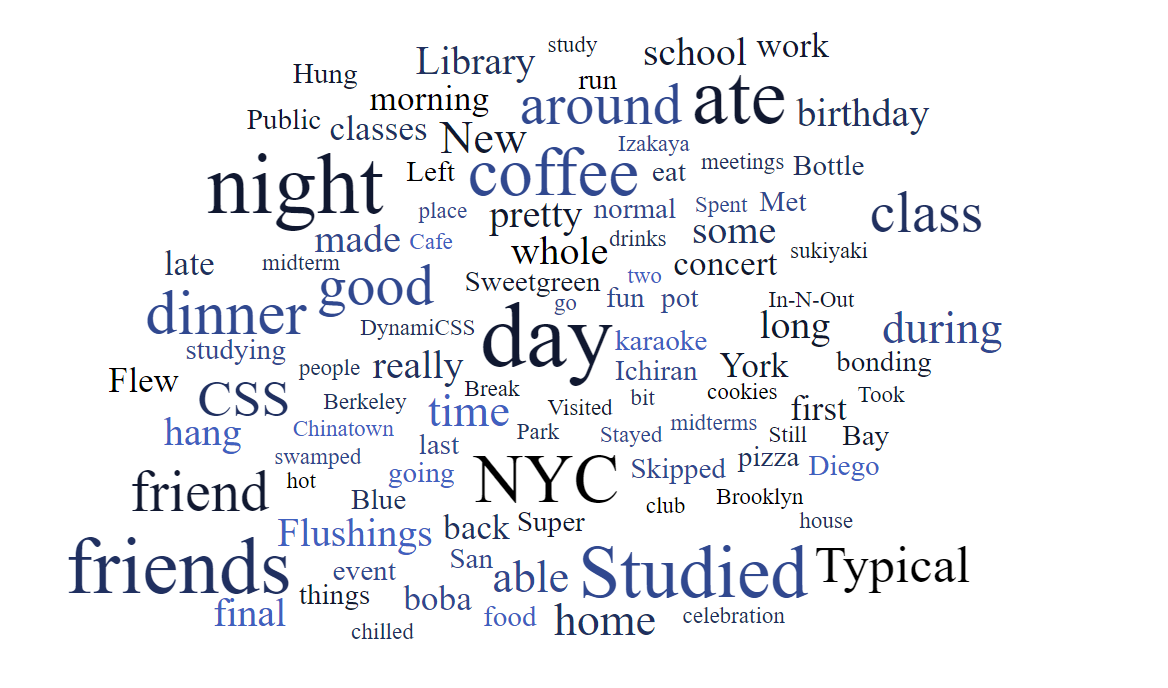 study
school work
Library
Hung
run
morning
around ate birthday
Public classes New
Izakaya
night Left coffee eat meetings Bottle
place pretty normal Spent Met class
made Cafe whole drinks some sukiyaki
late midterm concert
good Sweetgreen two
go fun pot In-N-Out
dinner DynamiCSS day long during
studying karaoke
people really Ichiran York bonding
Flew CSS Berkeley Break bit cookies Took
time Visited first
hang Chinatown last Park Stayed midterms Still Bay
swamped going NYC Skipped pizza Diego
friend hot Blue club Brooklyn
Flushings back Super house
friends event San able Studied Typical
final things boba food home celebration
chilled